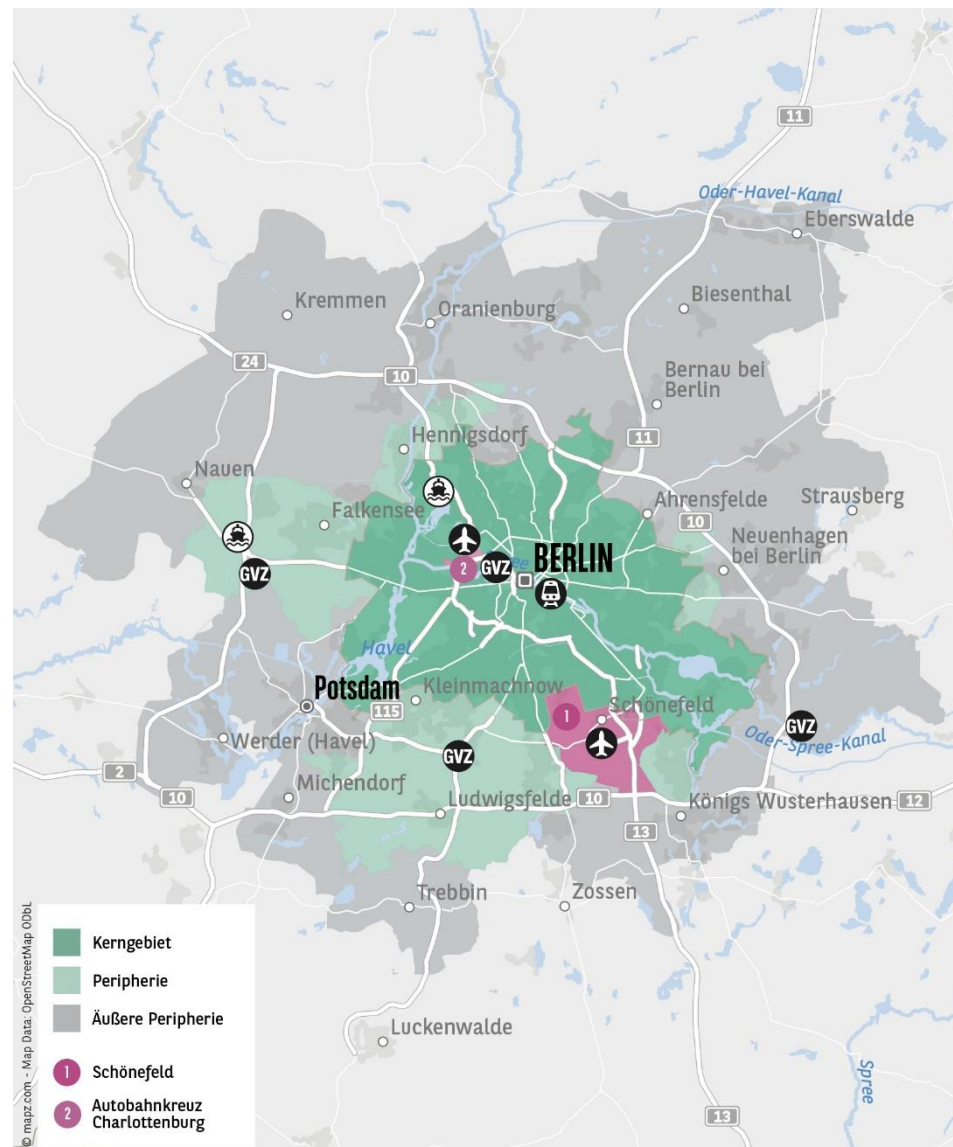 11
Oder-Havel-Kanal
Eberswalde
Kremmen
Oranienburg
Biesenthal
24
10
Bernau bei
Berlin
Hennigsdorf
11
Nauen
Falkensee
Ahrensfelde
Strausberg
10
Neuenhagen
bei Berlin
2
GVZ
BERLIN
GVZ
Havel
Potsdam
Kleinmachnow
115
1
Schönefeld
GVZ
Werder (Havel)
GVZ
Oder-Spree-Kanal
2
Michendorf
10
Ludwigsfelde
10
Königs Wusterhausen
12
13
Trebbin
Zossen
Kerngebiet
Peripherie
Äußere Peripherie
Luckenwalde
1 Schönefeld
2 Autobahnkreuz
Charlottenburg
Spree
13
© mapz.com - Map Data: OpenStreetMap ODbL